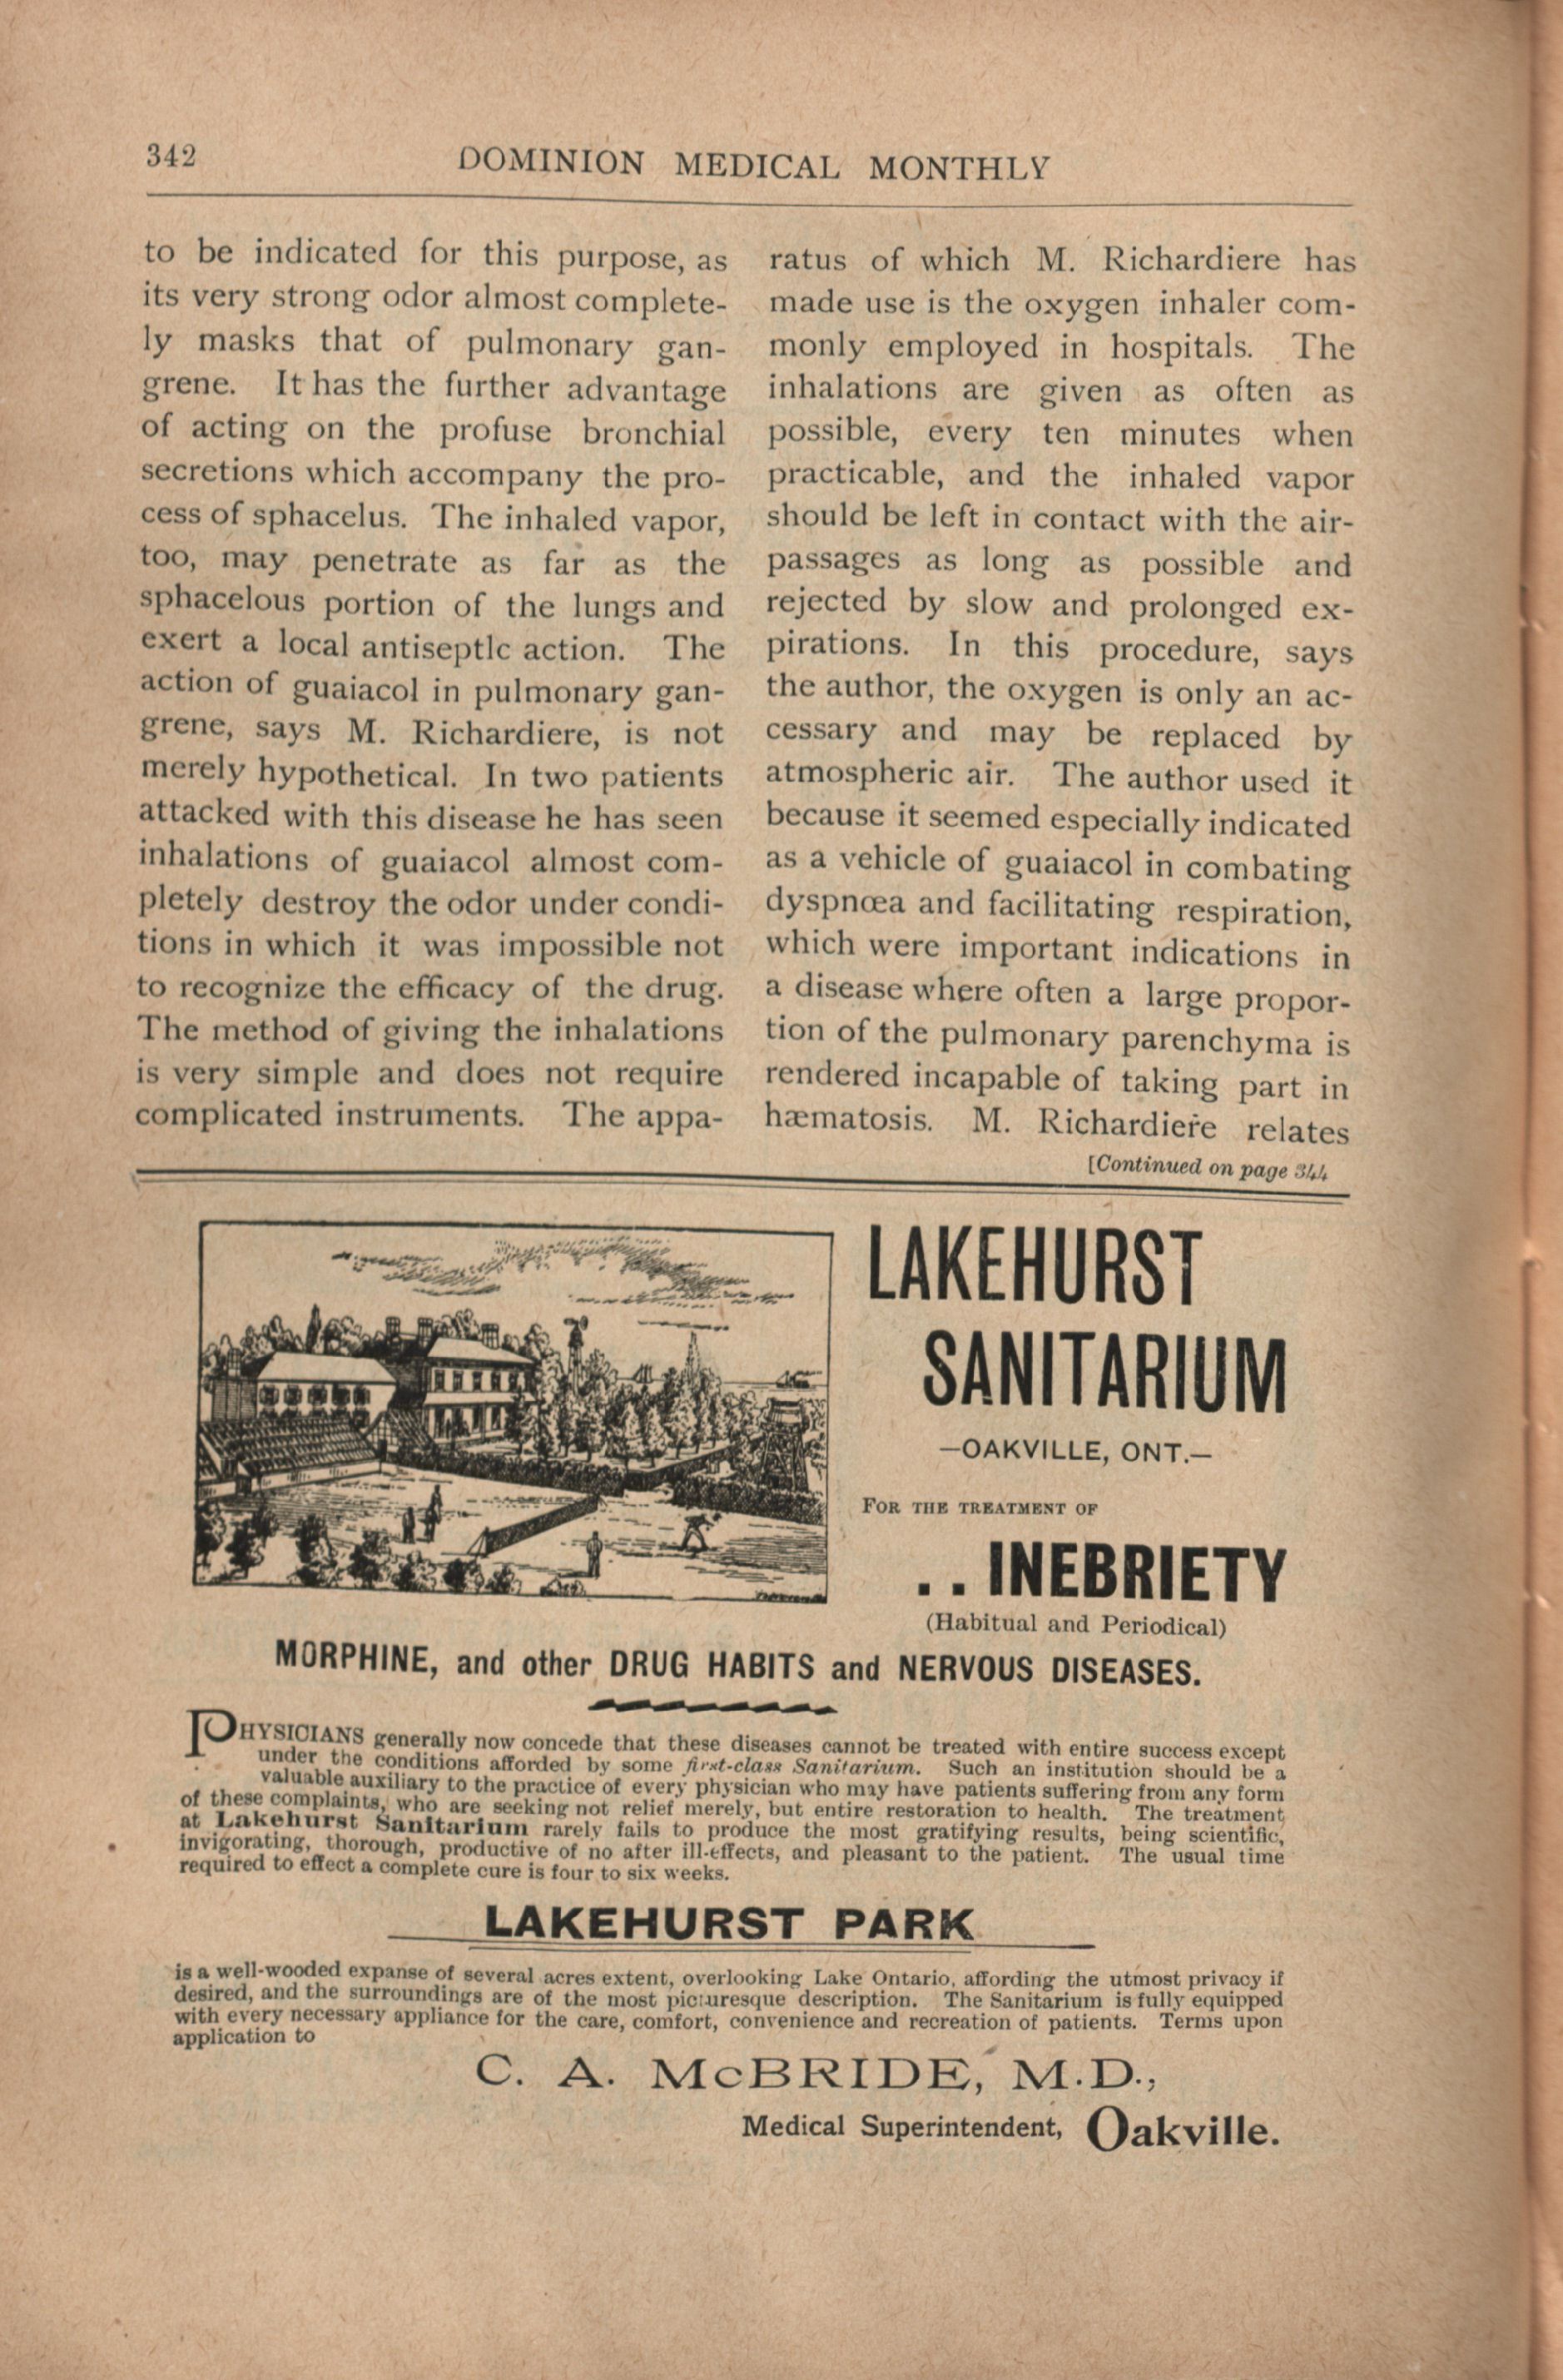 342
DOMINION MEDICAL MONTHLY
to be indicated for this purpose, as
its very strong odor almost complete-
ly masks that of pulmonary gan-
grene. It has the further advantage
of acting on the profuse bronchial
secretions which accompany the pro-
cess of sphacelus. The inhaled vapor,
too, may penetrate as far as the
sphacelous portion of the lungs and
exert a local antiseptic action. The
action of guaiacol in pulmonary gan-
grene, says M. Richardiere, is not
merely hypothetical. In two patients
attacked with this disease he has seen
inhalations of guaiacol almost com-
pletely destroy the odor under condi-
tions in which it was impossible not
to recognize the efficacy of the drug.
The method of giving the inhalations
is very simple and does not require
complicated instruments. The appa-
ratus of which M. Richardiere has
made use is the oxygen inhaler com-
monly employed in hospitals. The
inhalations are given as often as
possible, every ten minutes when
practicable, and the inhaled vapor
should be left in contact with the air-
passages as long as possible and
rejected by slow and prolonged ex-
pirations. In this procedure, says
the author, the oxygen is only an ac-
cessary and may be replaced by
atmospheric air. The author used it
because it seemed especially indicated
as a vehicle of guaiacol in combating
dyspnœa and facilitating respiration,
which were important indications in
a disease where often a large propor-
tion of the pulmonary parenchyma is
rendered incapable of taking part in
hæmatosis. M. Richardiere relates
[Continued on page 344
LAKEHURST
SANITARIUM
—OAKVILLE, ONT.—
FOR THE TREATMENT OF
.. INEBRIETY
(Habitual and Periodical)
MORPHINE, and other DRUG HABITS and NERVOUS DISEASES.
PHYSICIANS generally now concede that these diseases cannot be treated with entire success except
under the conditions afforded by some first-class Sanitarium. Such an institution should be a
valuable auxiliary to the practice of every physician who may have patients suffering from any form
of these complaints, who are seeking not relief merely, but entire restoration to health. The treatment
at Lakehurst Sanitarium rarely fails to produce the most gratifying results, being scientific,
invigorating, thorough, productive of no after ill-effects, and pleasant to the patient. The usual time
required to effect a complete cure is four to six weeks.
LAKEHURST PARK
is a well-wooded expanse of several acres extent, overlooking Lake Ontario, affording the utmost privacy if
desired, and the surroundings are of the most picturesque description. The Sanitarium is fully equipped
with every necessary appliance for the care, comfort, convenience and recreation of patients. Terms upon
application to
C. A. McBRIDE, M.D.,
Medical Superintendent, Oakville.